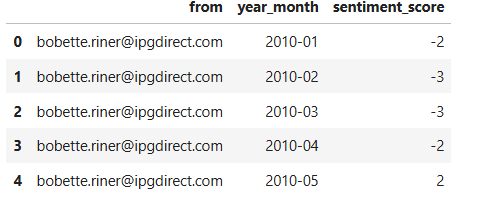 from year_month sentiment_score
0 bobette.riner@ipgdirect.com 2010-01 -2
1 bobette.riner@ipgdirect.com 2010-02 -3
2 bobette.riner@ipgdirect.com 2010-03 -3
3 bobette.riner@ipgdirect.com 2010-04 -2
4 bobette.riner@ipgdirect.com 2010-05 2